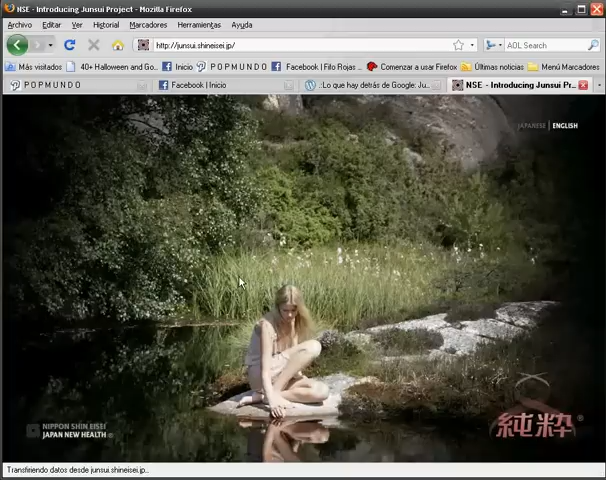 NSE - Introducing Junsui Project - Mozilla Firefox
Archivo Editar Ver Historial Marcadores Herramientas Ayuda
http://junsui.shineisei.jp/
AOL Search
Más visitados 40+ Halloween and Go... Inicio POPMUNDO Facebook | Filo Rojas ... Comenzar a usar Firefox Últimas noticias Menú Marcadores
POPMUNDO Facebook | Inicio .:Lo que hay detrás de Google: Ju... NSE - Introducing Junsui Pr...
JAPANESE | ENGLISH
純粋®
NIPPON SHIN EISEI
JAPAN NEW HEALTH
Transfiriendo datos desde junsui.shineisei.jp...